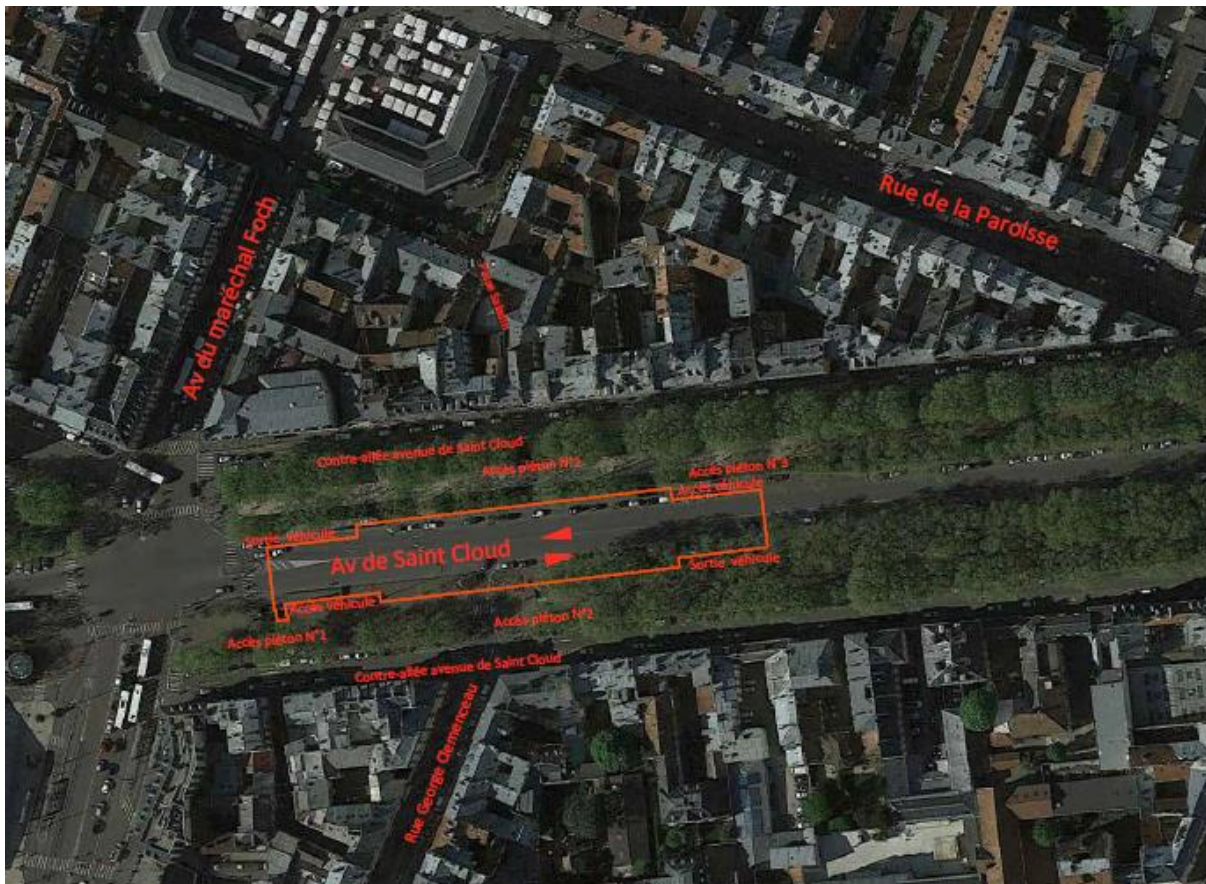 Rue de la Paroisse
Av du maréchal Foch
Contre-allée avenue de Saint Cloud
Accès piéton N°2
Accès piéton N°3
Accès véhicule
Sortie véhicule
Av de Saint Cloud
Sortie véhicule
Accès véhicule
Accès piéton N°1
Accès piéton N°2
Contre-allée avenue de Saint Cloud
Rue George Clemenceau